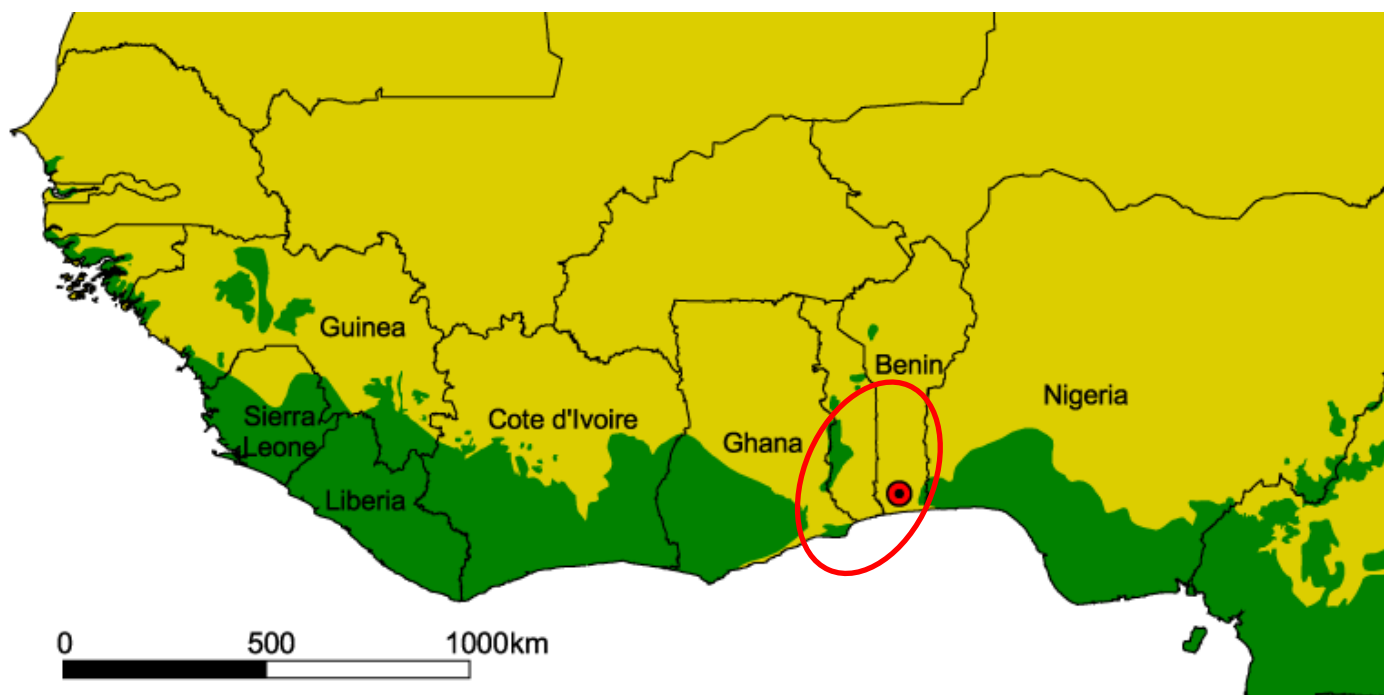 Guinea
Benin
Nigeria
Sierra
Leone
Cote d'Ivoire
Ghana
Liberia
0 500 1000km